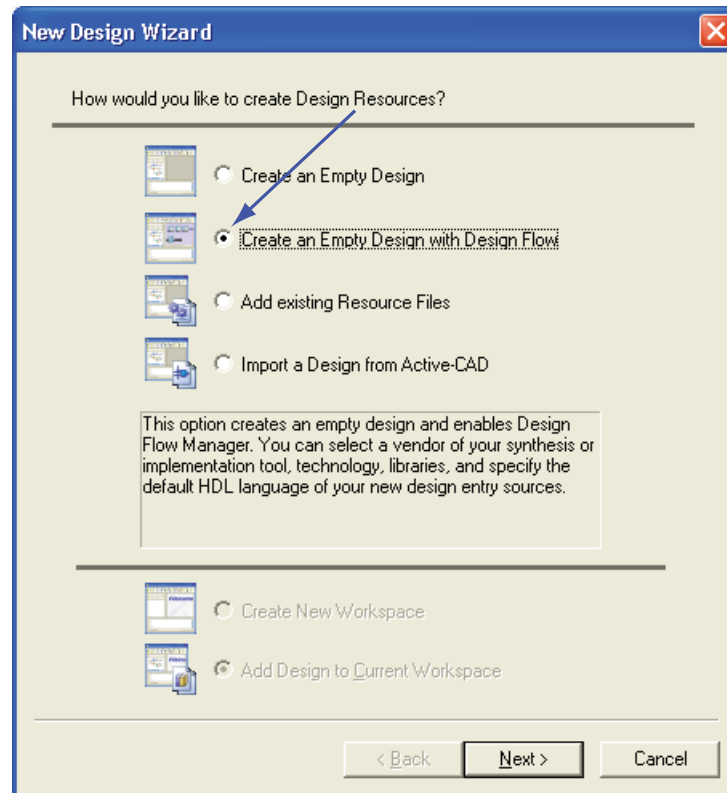 New Design Wizard
How would you like to create Design Resources?
Create an Empty Design
Create an Empty Design with Design Flow
Add existing Resource Files
Import a Design from Active-CAD
This option creates an empty design and enables Design
Flow Manager. You can select a vendor of your synthesis or
implementation tool, technology, libraries, and specify the
default HDL language of your new design entry sources.
Create New Workspace
Add Design to Current Workspace
< Back Next > Cancel